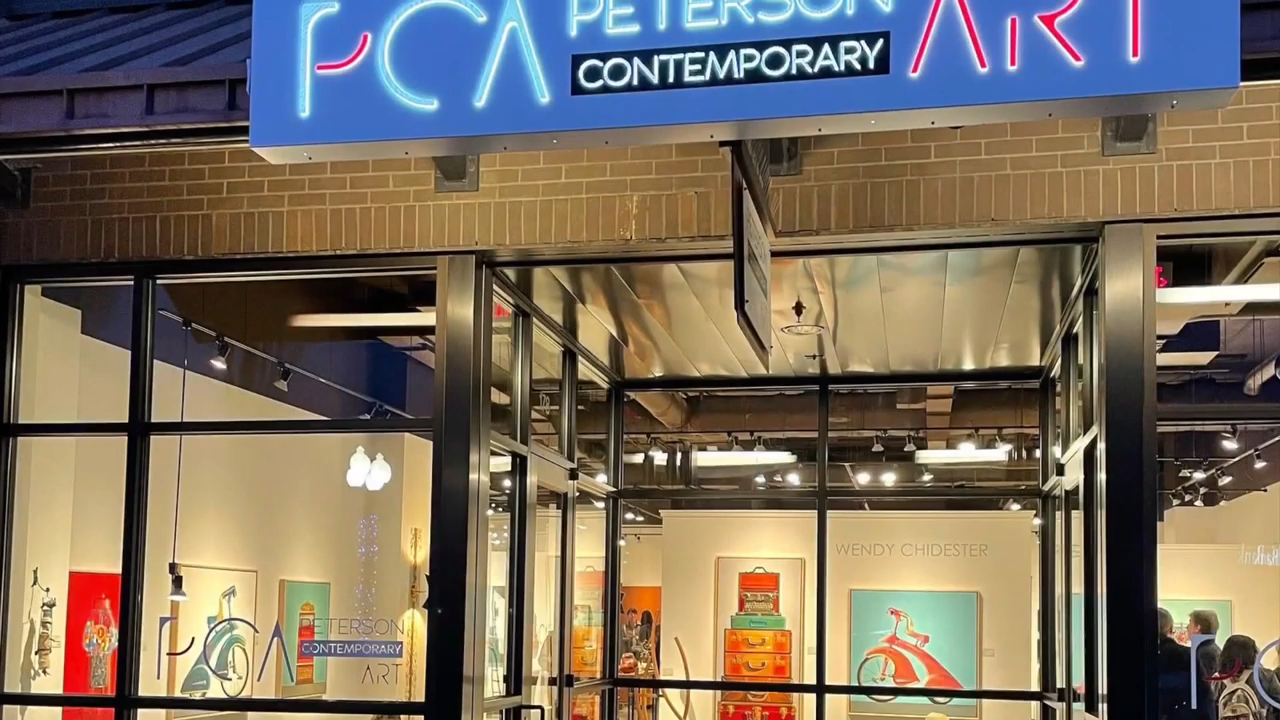 PCA
PETERSON
CONTEMPORARY
ART
WENDY CHIDESTER
PCA
PETERSON
CONTEMPORARY
ART